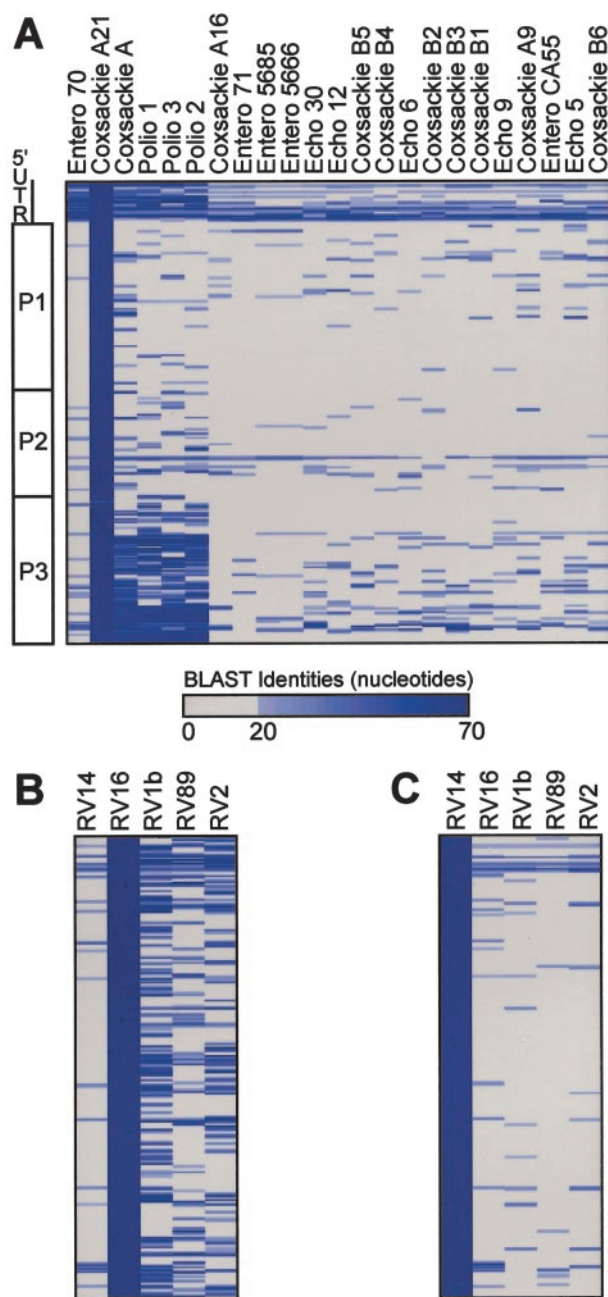 A
Entero 70
Coxsackie A21
Coxsackie A
Polio 1
Polio 3
Polio 2
Coxsackie A16
Entero 71
Entero 5685
Entero 5666
Echo 30
Echo 12
Coxsackie B5
Coxsackie B4
Echo 6
Coxsackie B2
Coxsackie B3
Coxsackie B1
Echo 9
Coxsackie A9
Entero CA55
Echo 5
Coxsackie B6
5'UTR
P1
P2
P3
BLAST Identities (nucleotides)
0 20 70
B
RV14
RV16
RV1b
RV89
RV2
C
RV14
RV16
RV1b
RV89
RV2